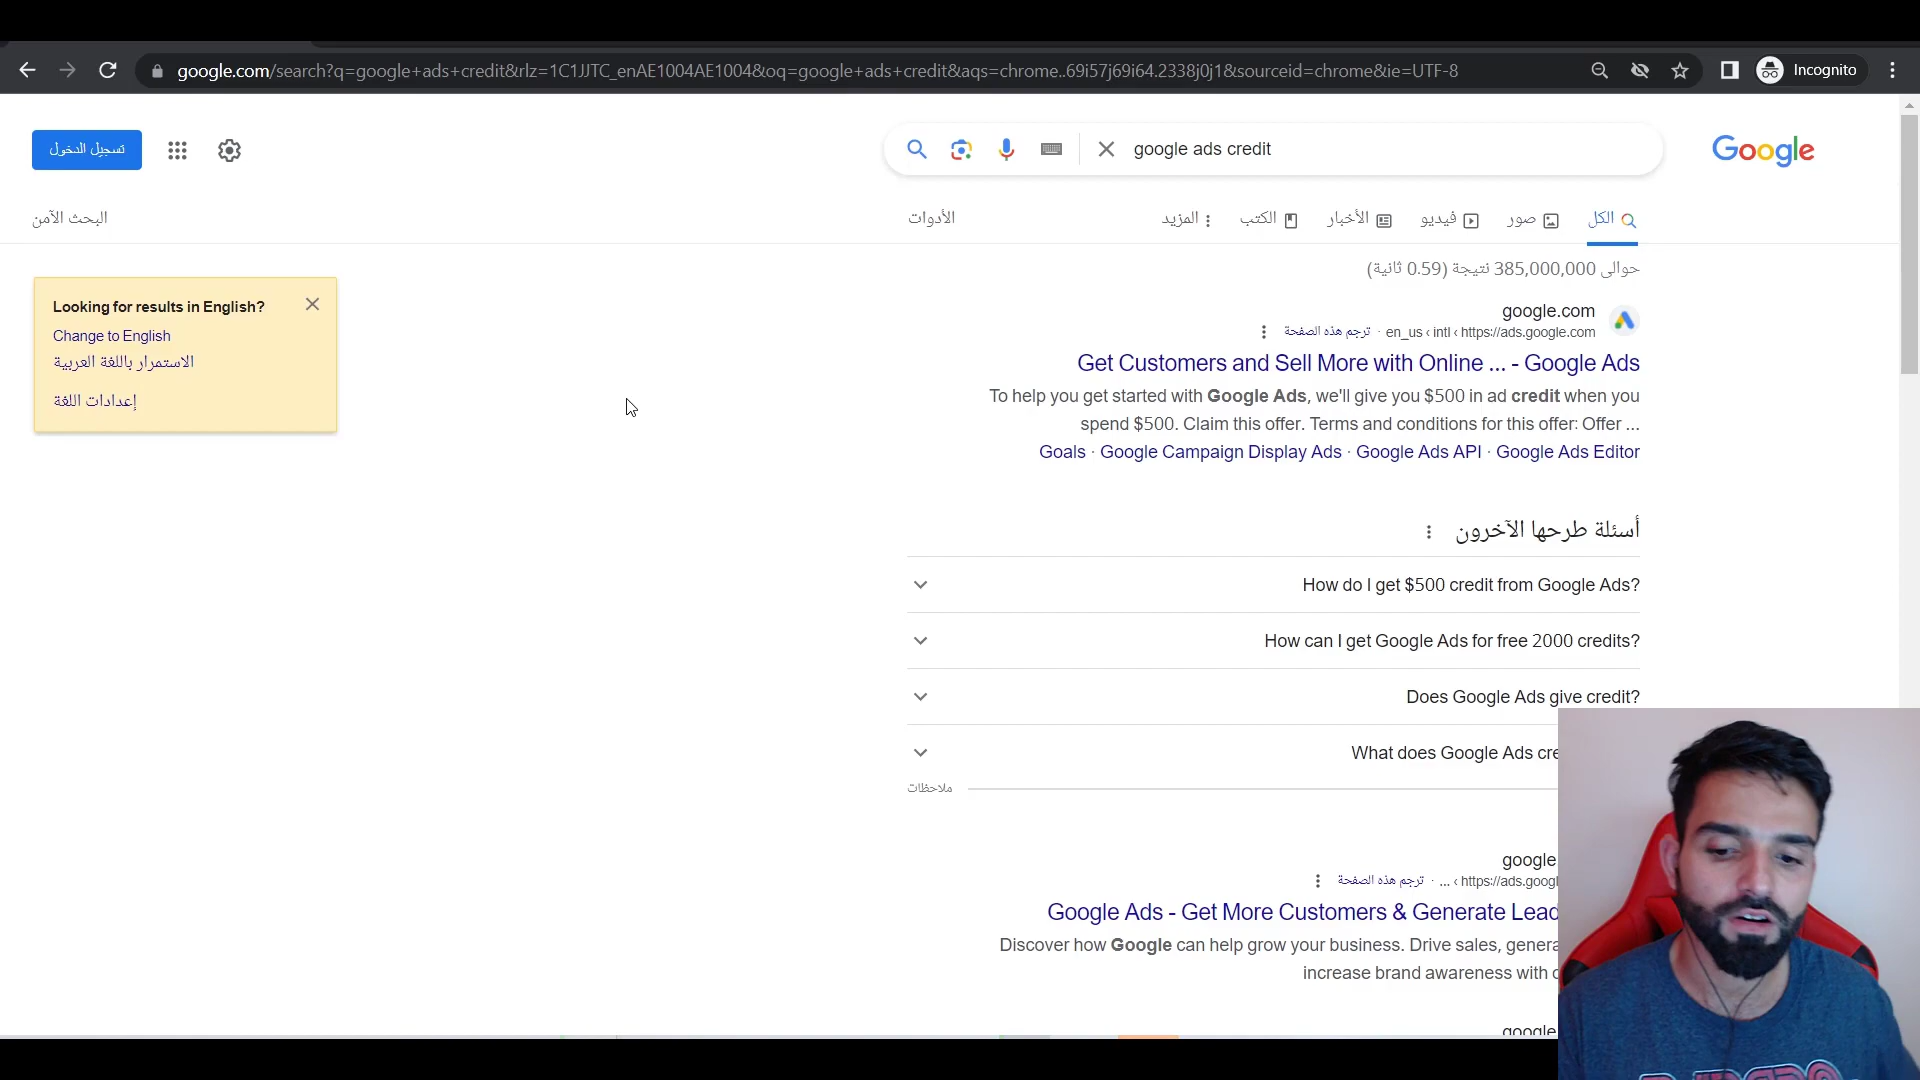 google.com/search?q=google+ads+credit&rlz=1C1JJTC_enAE1004AE1004&oq=google+ads+credit&aqs=chrome..69i57j69i64.2338j0j1&sourceid=chrome&ie=UTF-8
Incognito
تسجيل الدخول
google ads credit
Google
الكل
صور
فيديو
الأخبار
الكتب
المزيد
الأدوات
البحث الآمن
حوالى 385,000,000 نتيجة (0.59 ثانية)
Looking for results in English?
Change to English
الاستمرار باللغة العربية
إعدادات اللغة
google.com
https://ads.google.com › intl › en_us · ترجم هذه الصفحة
Get Customers and Sell More with Online ... - Google Ads
To help you get started with Google Ads, we'll give you $500 in ad credit when you
spend $500. Claim this offer. Terms and conditions for this offer: Offer ...
Goals · Google Campaign Display Ads · Google Ads API · Google Ads Editor
أسئلة طرحها الآخرون
How do I get $500 credit from Google Ads?
How can I get Google Ads for free 2000 credits?
Does Google Ads give credit?
What does Google Ads cre
ملاحظات
google
https://ads.googl › ... · ترجم هذه الصفحة
Google Ads - Get More Customers & Generate Lead
Discover how Google can help grow your business. Drive sales, genera
increase brand awareness with
google